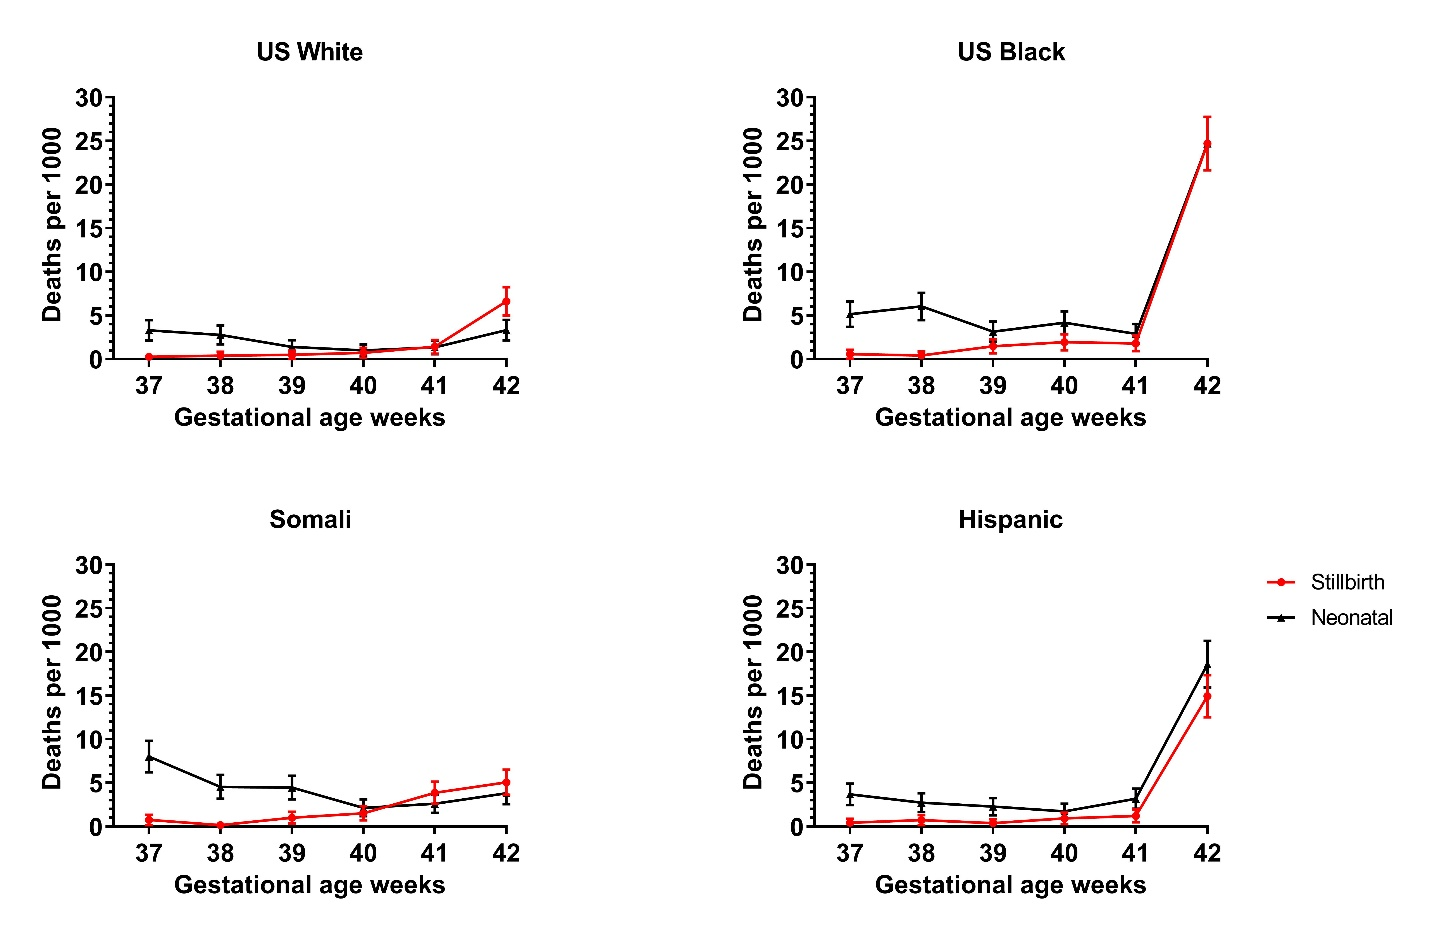 US White
30
25
20
15
10
5
0
Deaths per 1000
37 38 39 40 41 42
Gestational age weeks
US Black
30
25
20
15
10
5
0
Deaths per 1000
37 38 39 40 41 42
Gestational age weeks
Somali
30
25
20
15
10
5
0
Deaths per 1000
37 38 39 40 41 42
Gestational age weeks
Hispanic
30
25
20
15
10
5
0
Deaths per 1000
37 38 39 40 41 42
Gestational age weeks
Stillbirth
Neonatal